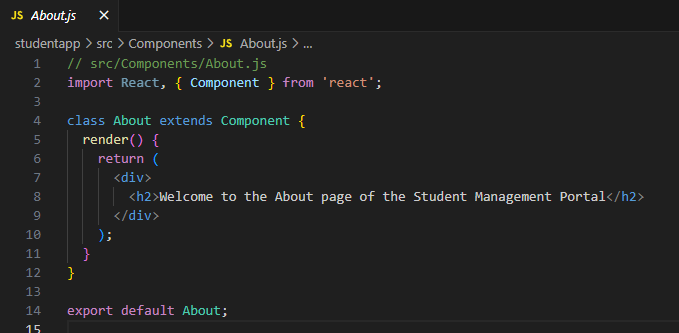 JS About.js ×
studentapp > src > Components > JS About.js > ...
1 // src/Components/About.js
2 import React, { Component } from 'react';
3
4 class About extends Component {
5 render() {
6 return (
7 <div>
8 <h2>Welcome to the About page of the Student Management Portal</h2>
9 </div>
10 );
11 }
12 }
13
14 export default About;
15